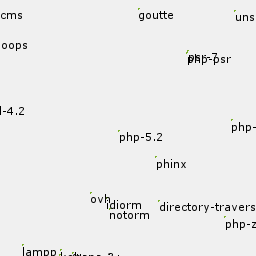 cms
goutte
uns
oops
psr-7
php-psr
l-4.2
php-
php-5.2
phinx
ovh
idiorm
notorm
directory-travers
php-z
lampp